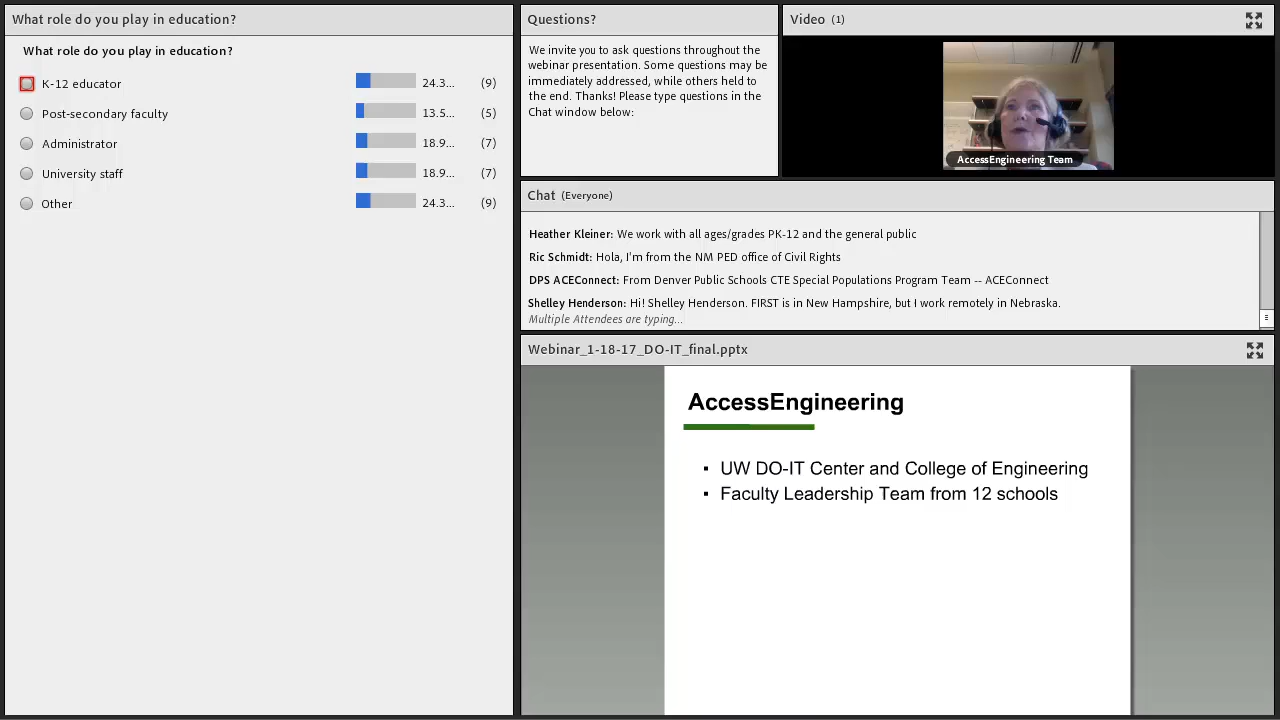 What role do you play in education?
What role do you play in education?
K-12 educator 24.3... (9)
Post-secondary faculty 13.5... (5)
Administrator 18.9... (7)
University staff 18.9... (7)
Other 24.3... (9)
Questions?
We invite you to ask questions throughout the
webinar presentation. Some questions may be
immediately addressed, while others held to
the end. Thanks! Please type questions in the
Chat window below:
Video (1)
AccessEngineering Team
Chat (Everyone)
Heather Kleiner: We work with all ages/grades PK-12 and the general public
Ric Schmidt: Hola, I'm from the NM PED office of Civil Rights
DPS ACEConnect: From Denver Public Schools CTE Special Populations Program Team -- ACEConnect
Shelley Henderson: Hi! Shelley Henderson. FIRST is in New Hampshire, but I work remotely in Nebraska.
Multiple Attendees are typing...
Webinar_1-18-17_DO-IT_final.pptx
AccessEngineering
▪ UW DO-IT Center and College of Engineering
▪ Faculty Leadership Team from 12 schools